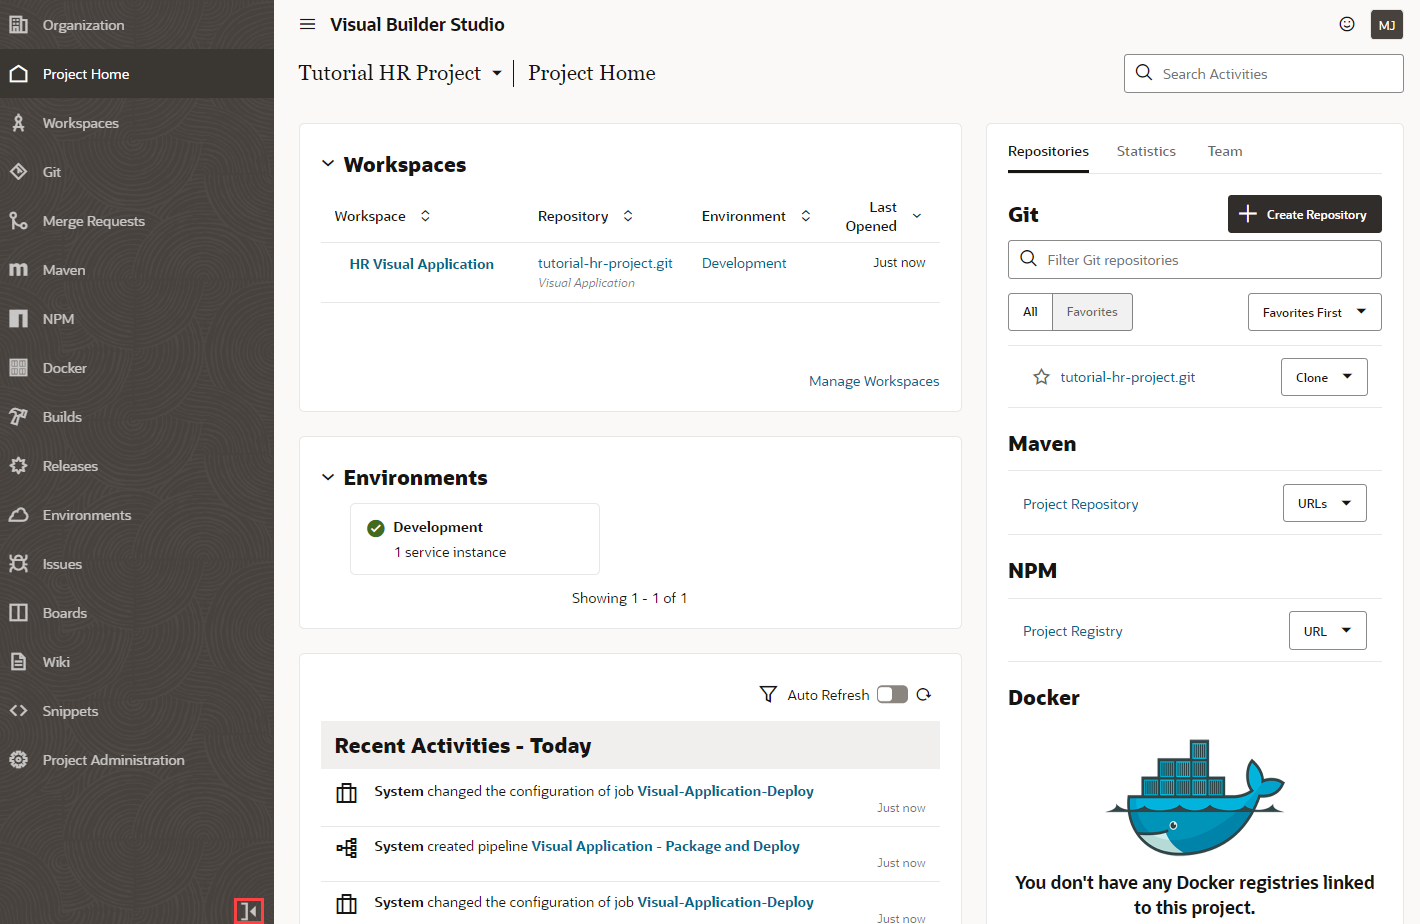 Organization
Project Home
Workspaces
Git
Merge Requests
Maven
NPM
Docker
Builds
Releases
Environments
Issues
Boards
Wiki
Snippets
Project Administration
Visual Builder Studio
MJ
Tutorial HR Project
Project Home
Search Activities
Workspaces
Workspace
Repository
Environment
Last
Opened
HR Visual Application
tutorial-hr-project.git
Development
Just now
Visual Application
Manage Workspaces
Environments
Development
1 service instance
Showing 1 - 1 of 1
Auto Refresh
Recent Activities - Today
System changed the configuration of job Visual-Application-Deploy
Just now
System created pipeline Visual Application - Package and Deploy
Just now
System changed the configuration of job Visual-Application-Deploy
Just now
Repositories
Statistics
Team
Git
Create Repository
Filter Git repositories
All
Favorites
Favorites First
tutorial-hr-project.git
Clone
Maven
Project Repository
URLs
NPM
Project Registry
URL
Docker
You don't have any Docker registries linked
to this project.